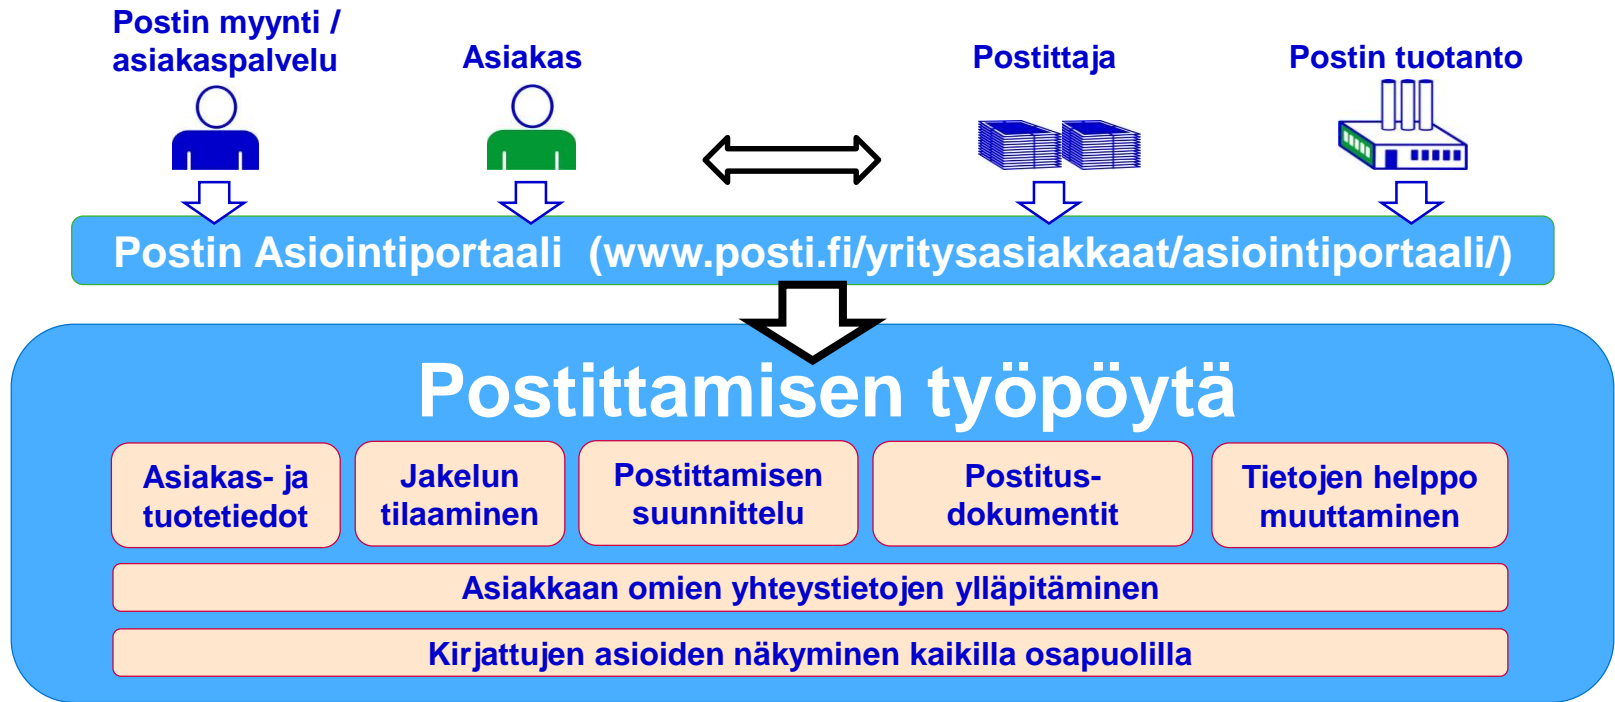 Postin myynti /
asiakaspalvelu
Asiakas
Postittaja
Postin tuotanto
Postin Asiointiportaali (www.posti.fi/yritysasiakkaat/asiointiportaali/)
Postittamisen työpöytä
Asiakas- ja
tuotetiedot
Jakelun
tilaaminen
Postittamisen
suunnittelu
Postitus-
dokumentit
Tietojen helppo
muuttaminen
Asiakkaan omien yhteystietojen ylläpitäminen
Kirjattujen asioiden näkyminen kaikilla osapuolilla